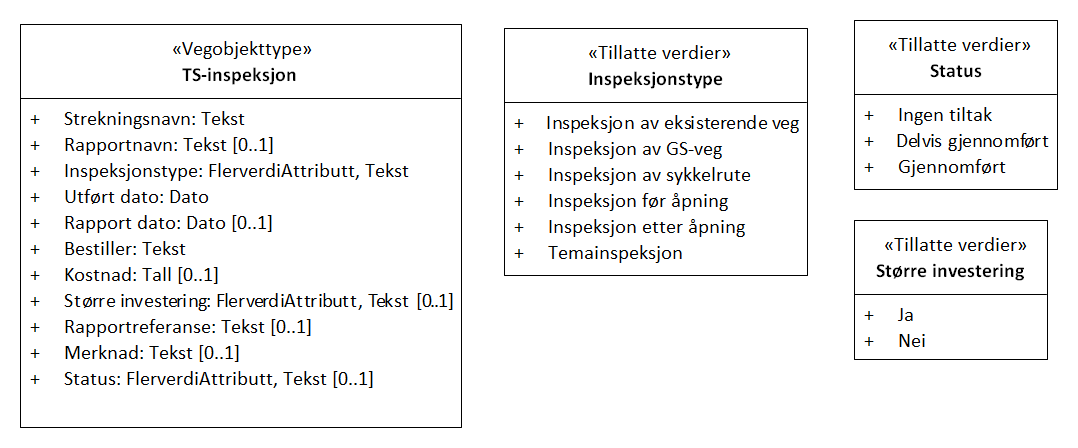 «Vegobjekttype»
TS-inspeksjon
+ Strekningsnavn: Tekst
+ Rapportnavn: Tekst [0..1]
+ Inspeksjonstype: FlerverdiAttributt, Tekst
+ Utført dato: Dato
+ Rapport dato: Dato [0..1]
+ Bestiller: Tekst
+ Kostnad: Tall [0..1]
+ Større investering: FlerverdiAttributt, Tekst [0..1]
+ Rapportreferanse: Tekst [0..1]
+ Merknad: Tekst [0..1]
+ Status: FlerverdiAttributt, Tekst [0..1]
«Tillatte verdier»
Inspeksjonstype
+ Inspeksjon av eksisterende veg
+ Inspeksjon av GS-veg
+ Inspeksjon av sykkelrute
+ Inspeksjon før åpning
+ Inspeksjon etter åpning
+ Temainspeksjon
«Tillatte verdier»
Status
+ Ingen tiltak
+ Delvis gjennomført
+ Gjennomført
«Tillatte verdier»
Større investering
+ Ja
+ Nei